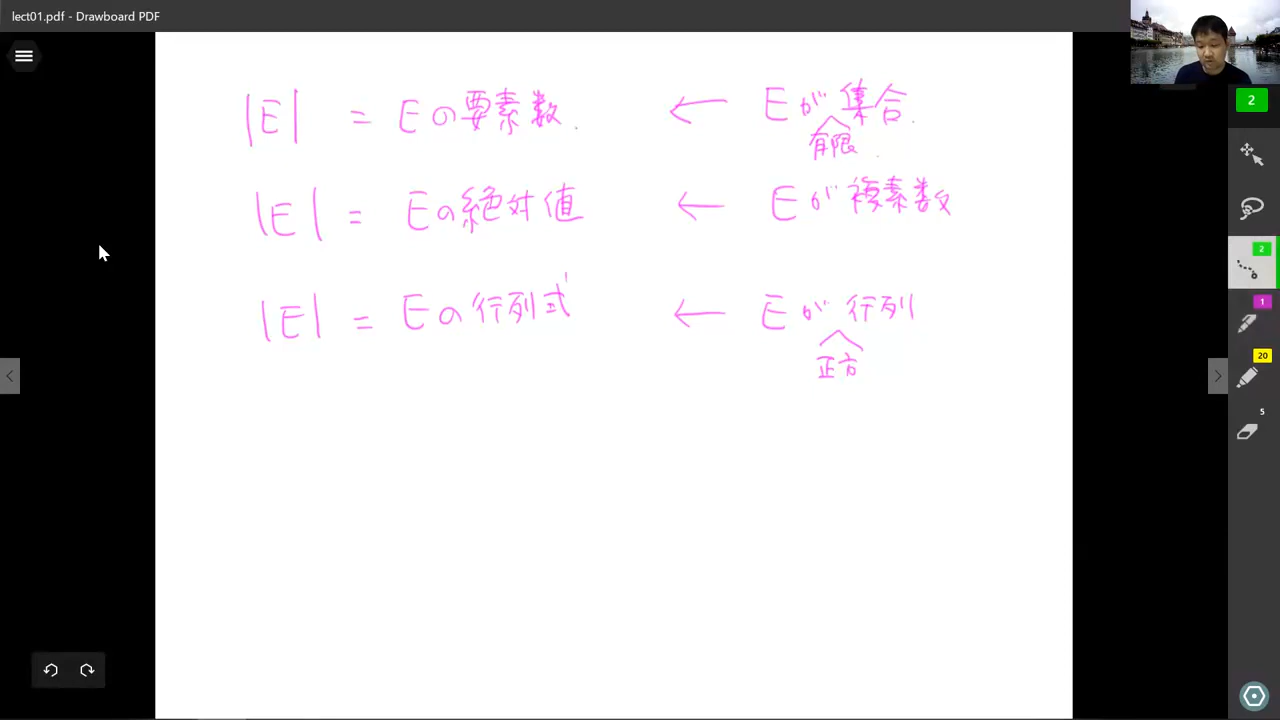 lect01.pdf - Drawboard PDF
|E| = Eの要素数. ← Eが集合.
有限
|E| = Eの絶対値 ← Eが複素数
|E| = Eの行列式 ← Eが行列
正方
2
2
1
20
5